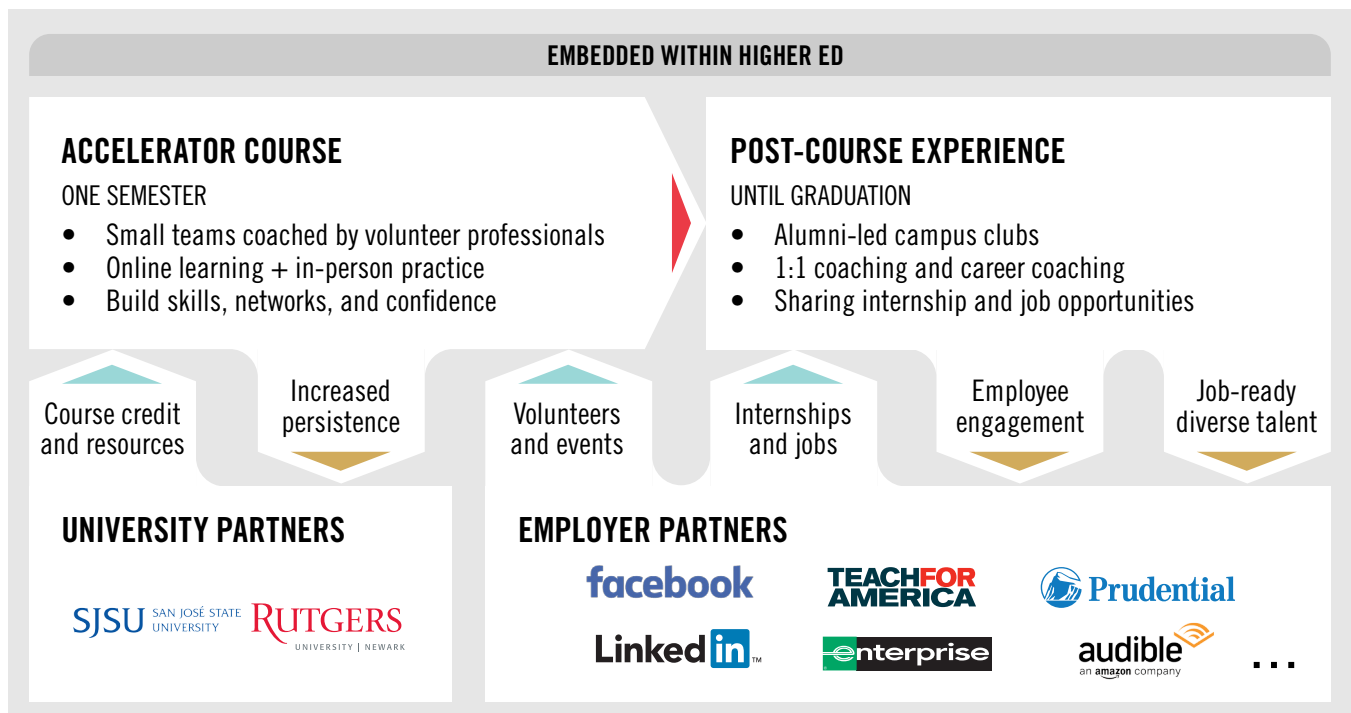 EMBEDDED WITHIN HIGHER ED
ACCELERATOR COURSE
ONE SEMESTER
• Small teams coached by volunteer professionals
• Online learning + in-person practice
• Build skills, networks, and confidence
POST-COURSE EXPERIENCE
UNTIL GRADUATION
• Alumni-led campus clubs
• 1:1 coaching and career coaching
• Sharing internship and job opportunities
Course credit
and resources
Increased
persistence
Volunteers
and events
Internships
and jobs
Employee
engagement
Job-ready
diverse talent
UNIVERSITY PARTNERS
SJSU SAN JOSÉ STATE
UNIVERSITY
RUTGERS
UNIVERSITY | NEWARK
EMPLOYER PARTNERS
facebook
TEACHFOR
AMERICA
Prudential
Linked in ™
enterprise
audible
an amazon company
...